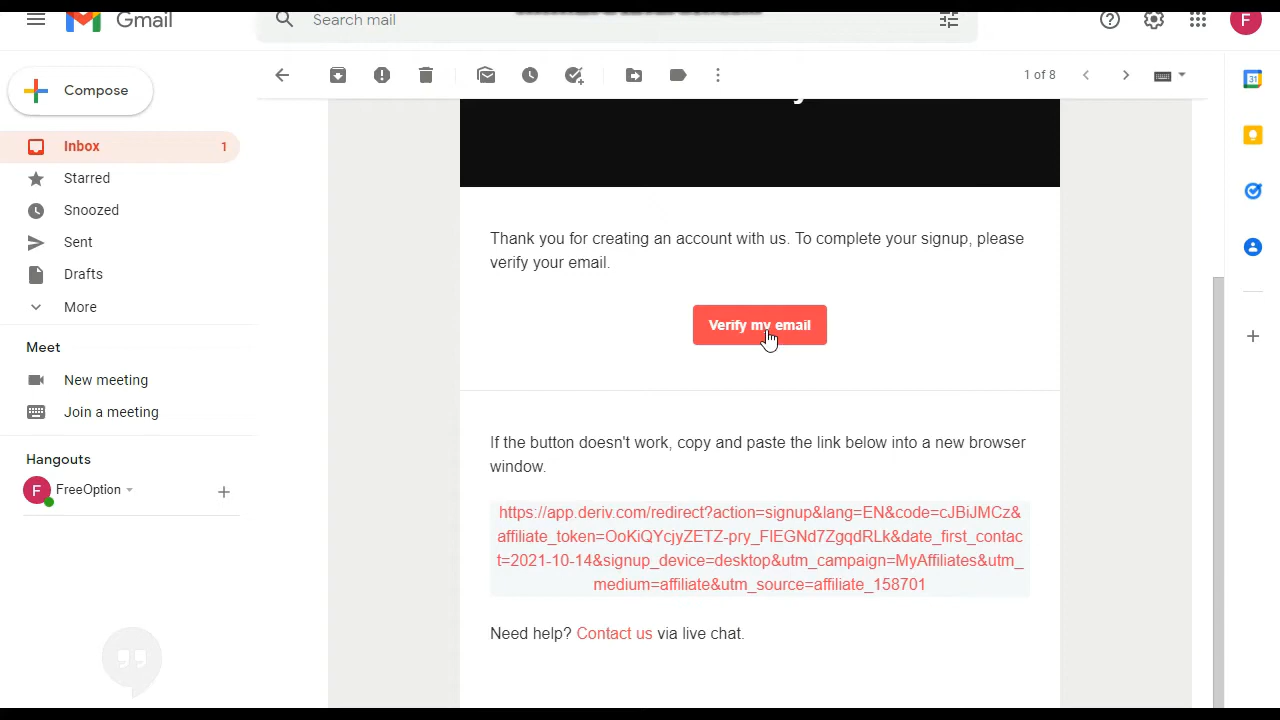 Gmail
Search mail
F
Compose
1 of 8
Inbox 1
Starred
Snoozed
Sent
Drafts
More
Meet
New meeting
Join a meeting
Hangouts
F FreeOption
31
Thank you for creating an account with us. To complete your signup, please
verify your email.
Verify my email
If the button doesn't work, copy and paste the link below into a new browser
window.
https://app.deriv.com/redirect?action=signup&lang=EN&code=cJBiJMCz&
affiliate_token=OoKiQYcjyZETZ-pry_FIEGNd7ZgqdRLk&date_first_contac
t=2021-10-14&signup_device=desktop&utm_campaign=MyAffiliates&utm_
medium=affiliate&utm_source=affiliate_158701
Need help? Contact us via live chat.